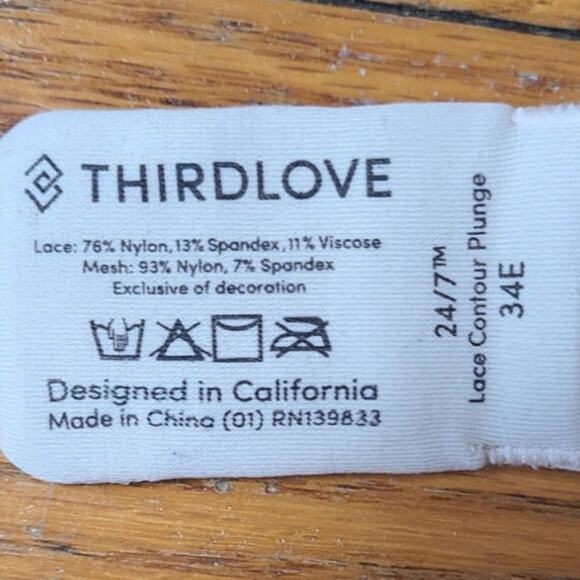 THIRDLOVE
Lace: 76% Nylon, 13% Spandex, 11% Viscose
Mesh: 93% Nylon, 7% Spandex
Exclusive of decoration
Designed in California
Made in China (01) RN139833
24/7™
Lace Contour Plunge
34E